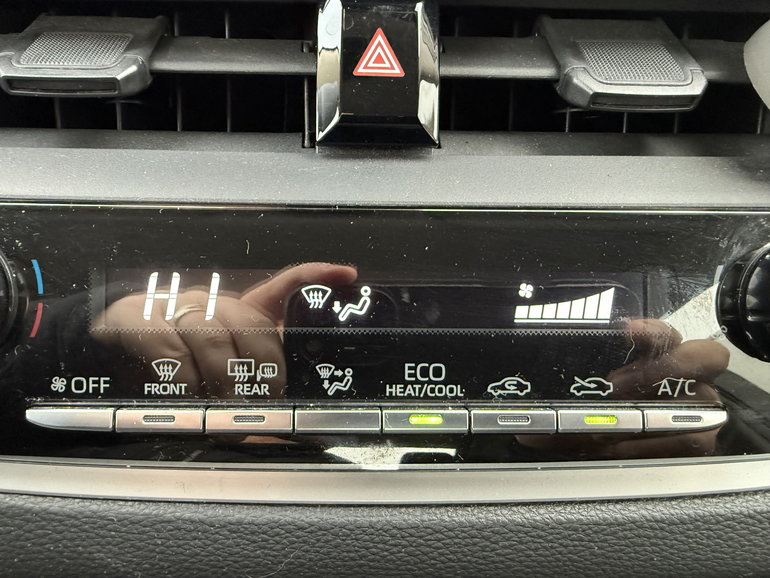 HI
OFF
FRONT
REAR
ECO
HEAT/COOL
A/C